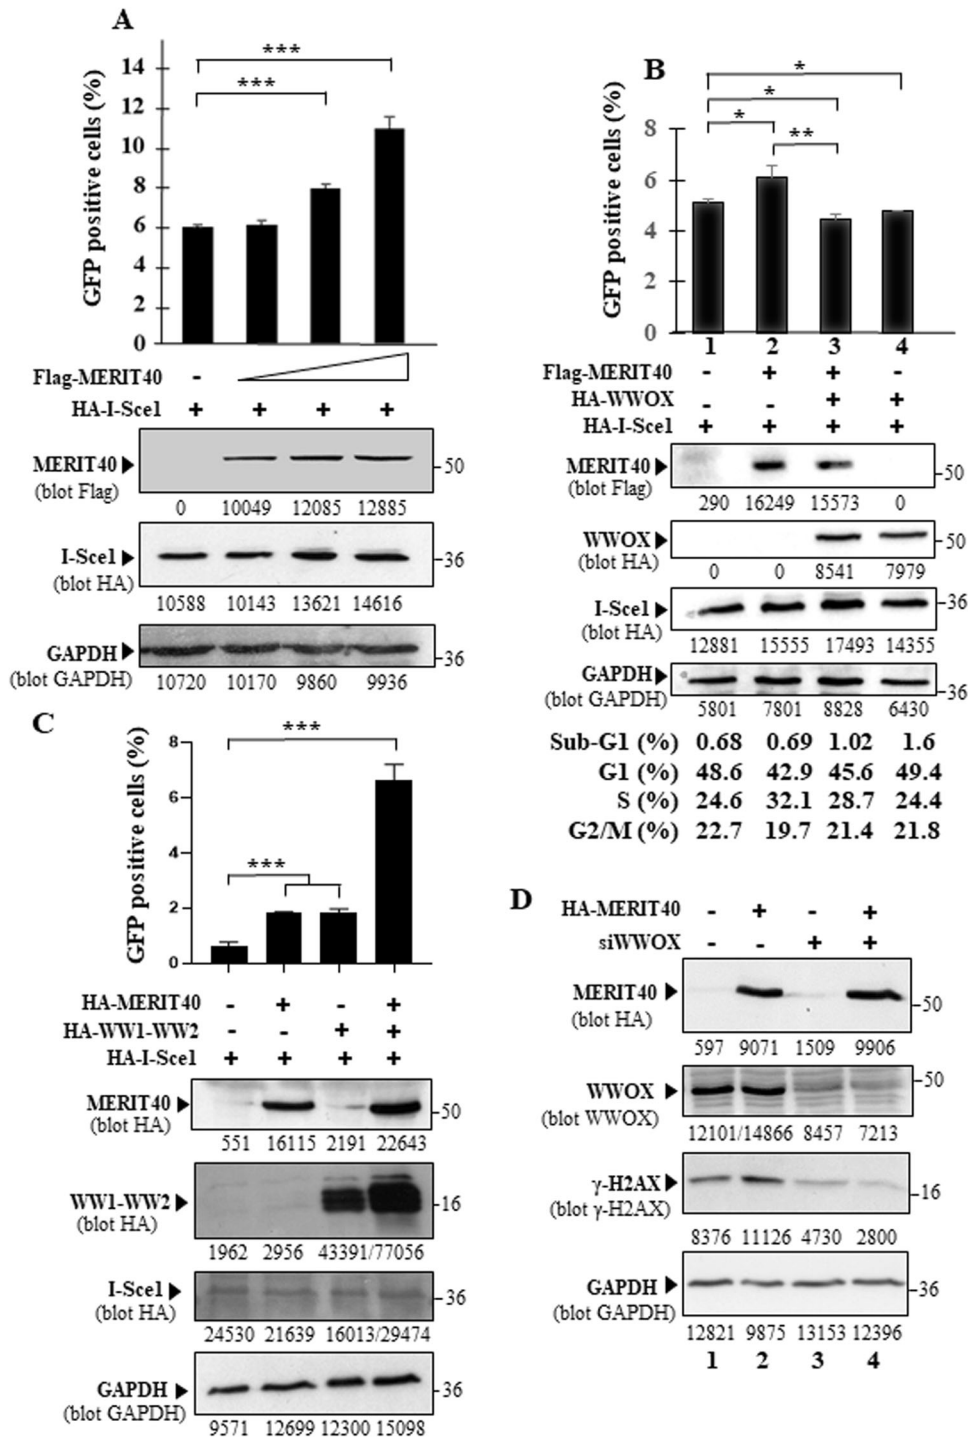 A
GFP positive cells (%)
14
12
10
8
6
4
2
0
***
***
Flag-MERIT40 -
HA-I-Sce1 + + + +
MERIT40
(blot Flag)
50
0 10049 12085 12885
I-Sce1
(blot HA)
36
10588 10143 13621 14616
GAPDH
(blot GAPDH)
36
10720 10170 9860 9936
B
GFP positive cells (%)
8
6
4
2
0
*
*
*
**
1 2 3 4
Flag-MERIT40 - + + -
HA-WWOX - - + +
HA-I-Sce1 + + + +
MERIT40
(blot Flag)
50
290 16249 15573 0
WWOX
(blot HA)
50
0 0 8541 7979
I-Sce1
(blot HA)
36
12881 15555 17493 14355
GAPDH
(blot GAPDH)
36
5801 7801 8828 6430
Sub-G1 (%) 0.68 0.69 1.02 1.6
G1 (%) 48.6 42.9 45.6 49.4
S (%) 24.6 32.1 28.7 24.4
G2/M (%) 22.7 19.7 21.4 21.8
C
GFP positive cells (%)
8
6
4
2
0
***
***
HA-MERIT40 - + - +
HA-WW1-WW2 - - + +
HA-I-Sce1 + + + +
MERIT40
(blot HA)
50
551 16115 2191 22643
WW1-WW2
(blot HA)
16
1962 2956 43391/77056
I-Sce1
(blot HA)
36
24530 21639 16013/29474
GAPDH
(blot GAPDH)
36
9571 12699 12300 15098
D
HA-MERIT40 - + - +
siWWOX - - + +
MERIT40
(blot HA)
50
597 9071 1509 9906
WWOX
(blot WWOX)
50
12101/14866 8457 7213
γ-H2AX
(blot γ-H2AX)
16
8376 11126 4730 2800
GAPDH
(blot GAPDH)
36
12821 9875 13153 12396
1 2 3 4